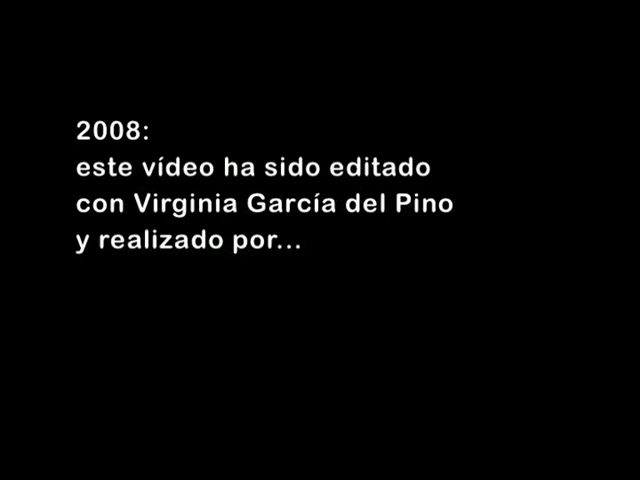 2008:
este vídeo ha sido editado
con Virginia García del Pino
y realizado por...